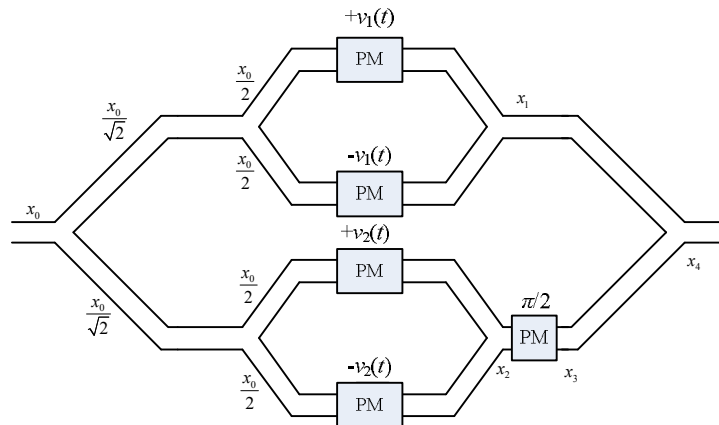 +v₁(t)
PM
x₀/2
x₀/√2
x₁
x₀/2
-v₁(t)
PM
x₀
+v₂(t)
PM
x₀/2
x₀/√2
π/2
PM
x₄
x₂
x₃
x₀/2
-v₂(t)
PM